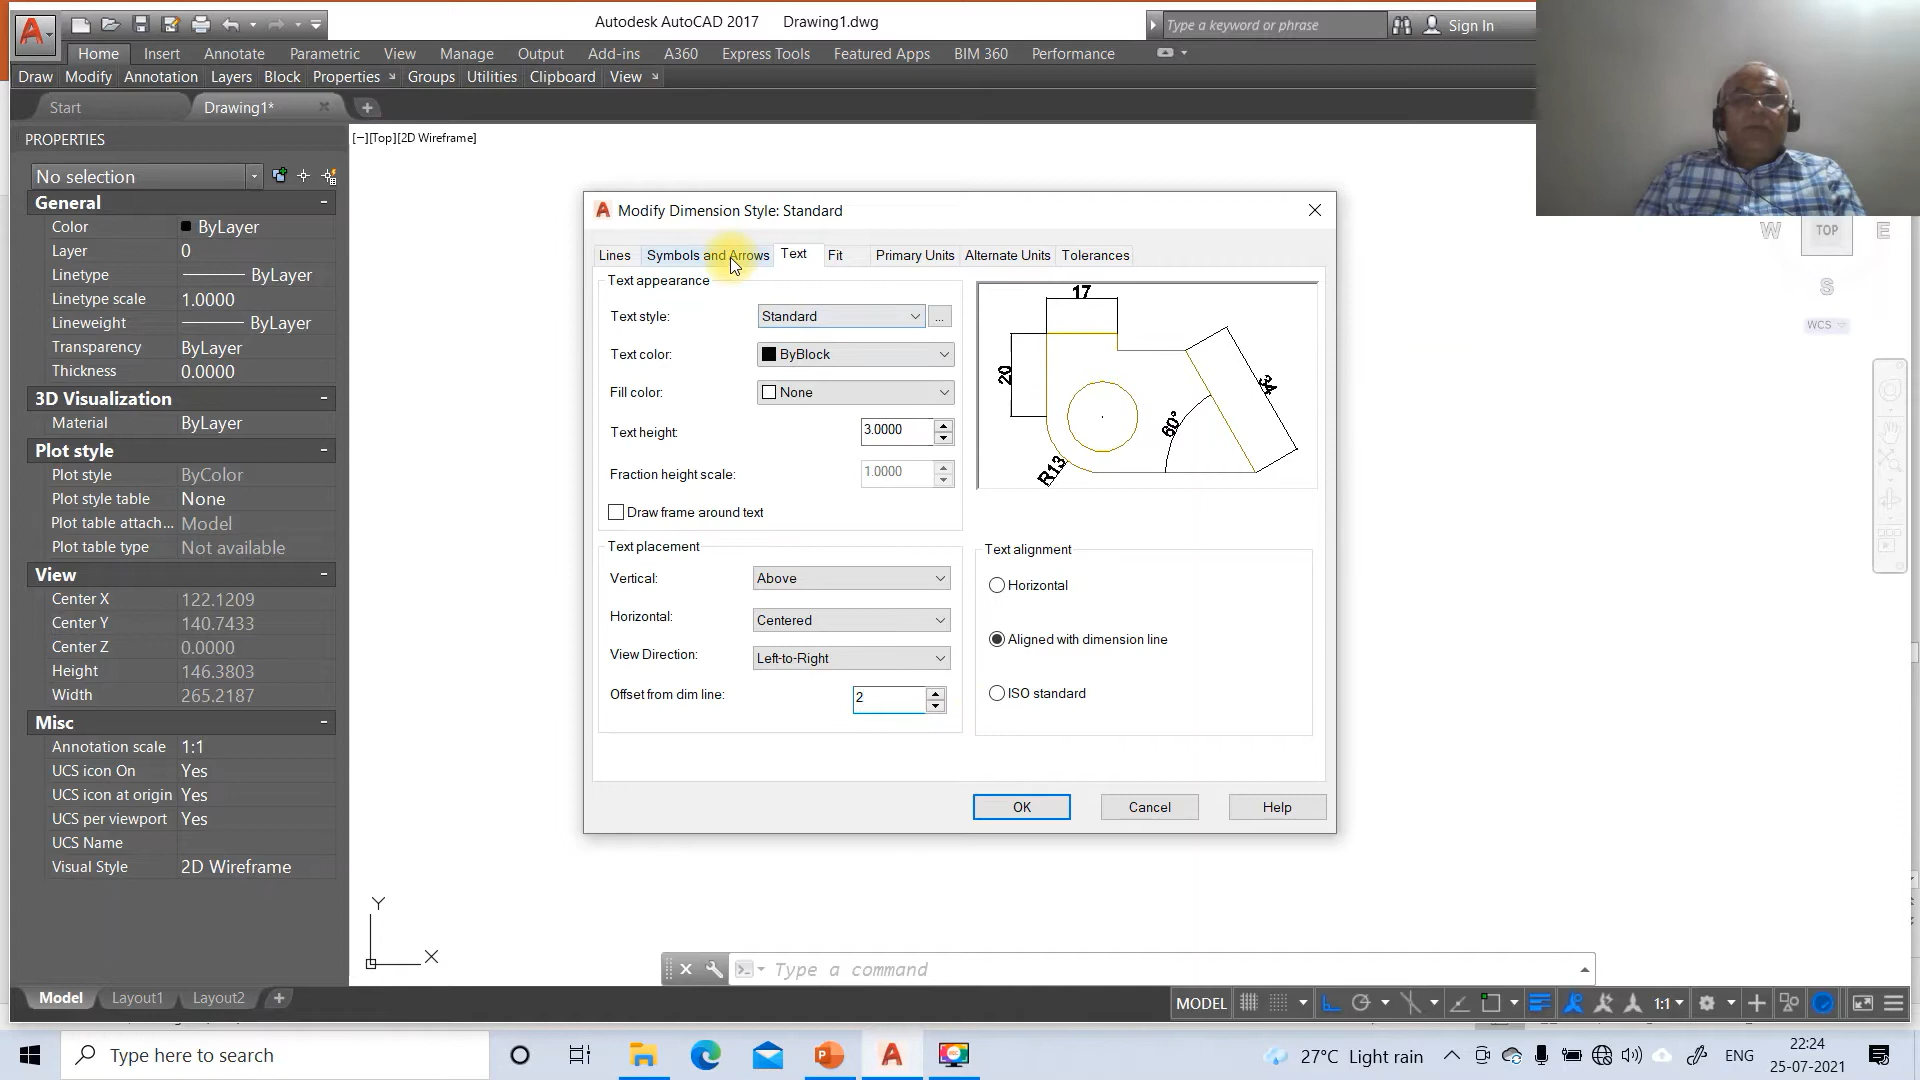 Autodesk AutoCAD 2017 Drawing1.dwg
Type a keyword or phrase
Sign In
Home Insert Annotate Parametric View Manage Output Add-ins A360 Express Tools Featured Apps BIM 360 Performance
Draw Modify Annotation Layers Block Properties Groups Utilities Clipboard View
Start Drawing1*
PROPERTIES
[−][Top][2D Wireframe]
No selection
General
Color ByLayer
Layer 0
Linetype ByLayer
Linetype scale 1.0000
Lineweight ByLayer
Transparency ByLayer
Thickness 0.0000
3D Visualization
Material ByLayer
Plot style
Plot style ByColor
Plot style table None
Plot table attach... Model
Plot table type Not available
View
Center X 122.1209
Center Y 140.7433
Center Z 0.0000
Height 146.3803
Width 265.2187
Misc
Annotation scale 1:1
UCS icon On Yes
UCS icon at origin Yes
UCS per viewport Yes
UCS Name
Visual Style 2D Wireframe
Modify Dimension Style: Standard
Lines Symbols and Arrows Text Fit Primary Units Alternate Units Tolerances
Text appearance
Text style: Standard ...
Text color: ByBlock
Fill color: None
Text height: 3.0000
Fraction height scale: 1.0000
Draw frame around text
Text placement
Vertical: Above
Horizontal: Centered
View Direction: Left-to-Right
Offset from dim line: 2
17
20
34
60°
R13
Text alignment
Horizontal
Aligned with dimension line
ISO standard
OK Cancel Help
W TOP E
S
WCS
Y
X
Type a command
Model Layout1 Layout2
MODEL 1:1
Type here to search
27°C Light rain
ENG
22:24
25-07-2021